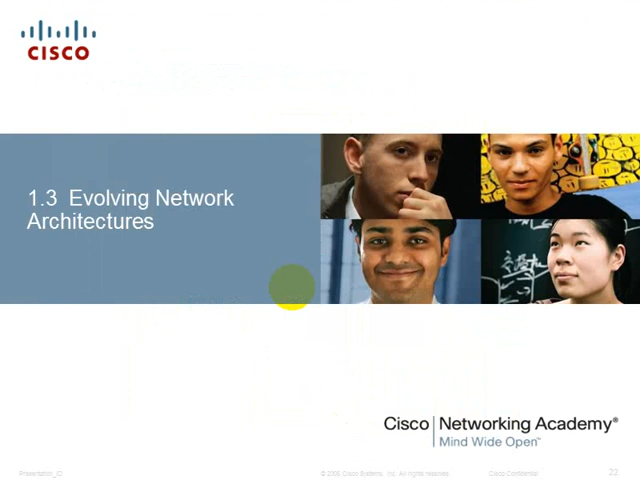 CISCO
1.3 Evolving Network
Architectures
Cisco Networking Academy®
Mind Wide Open™
Presentation_ID
© 2008 Cisco Systems, Inc. All rights reserved.
Cisco Confidential
22